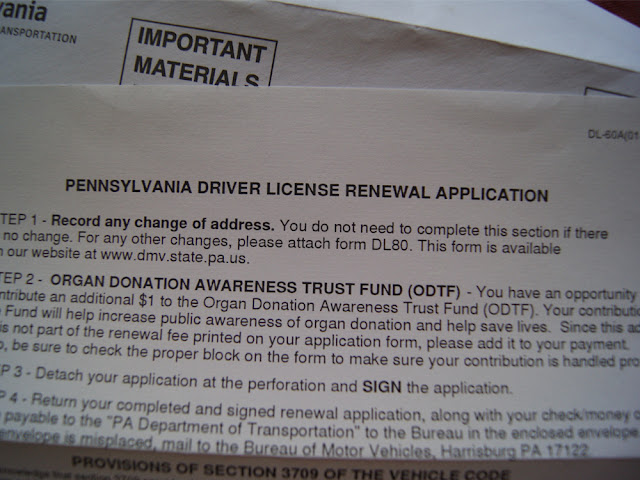 vania
TRANSPORTATION
IMPORTANT
MATERIALS
DL-60A(01
PENNSYLVANIA DRIVER LICENSE RENEWAL APPLICATION
TEP 1 - Record any change of address. You do not need to complete this section if there
no change. For any other changes, please attach form DL80. This form is available
n our website at www.dmv.state.pa.us.
TEP 2 - ORGAN DONATION AWARENESS TRUST FUND (ODTF) - You have an opportunity
ntribute an additional $1 to the Organ Donation Awareness Trust Fund (ODTF). Your contributio
e Fund will help increase public awareness of organ donation and help save lives. Since this ad
is not part of the renewal fee printed on your application form, please add it to your payment.
o, be sure to check the proper block on the form to make sure your contribution is handled pro
P 3 - Detach your application at the perforation and SIGN the application.
P 4 - Return your completed and signed renewal application, along with your check/money o
payable to the "PA Department of Transportation" to the Bureau in the enclosed envelope
envelope is misplaced, mail to the Bureau of Motor Vehicles, Harrisburg PA 17122.
PROVISIONS OF SECTION 3709 OF THE VEHICLE CODE